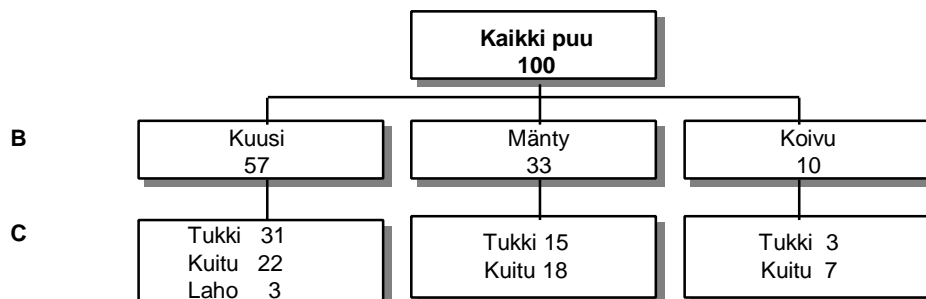 Kaikki puu
100
B
Kuusi
57
Mänty
33
Koivu
10
C
Tukki 31
Kuitu 22
Laho 3
Tukki 15
Kuitu 18
Tukki 3
Kuitu 7